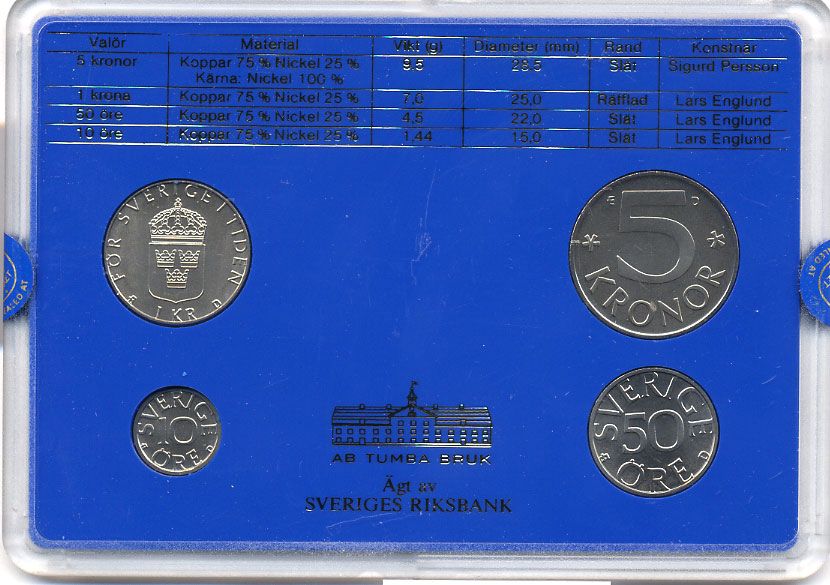 Valör Material Vikt (g) Diameter (mm) Rand Konstnär
5 kronor Koppar 75 % Nickel 25 % 9,5 28,5 Slät Sigurd Persson
Kärna: Nickel 100 %
1 krona Koppar 75 % Nickel 25 % 7,0 25,0 Räfflad Lars Englund
50 öre Koppar 75 % Nickel 25 % 4,5 22,0 Slät Lars Englund
10 öre Koppar 75 % Nickel 25 % 1,44 15,0 Slät Lars Englund
FÖR SVERIGE I TIDEN
1 KR
D
E D
5
KRONOR
SVERIGE
10
ÖRE
E D
SVERIGE
50
ÖRE
E D
AB TUMBA BRUK
Ägt av
SVERIGES RIKSBANK
ALED AT
ALED AT